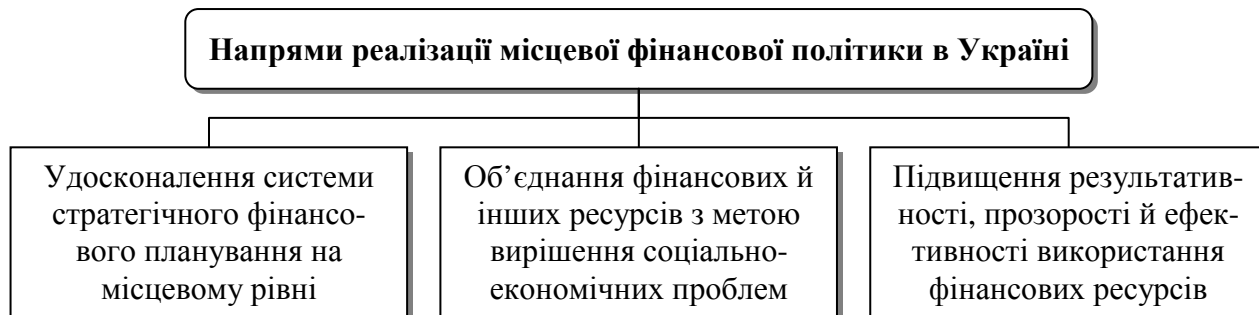 Напрями реалізації місцевої фінансової політики в Україні
Удосконалення системи
стратегічного фінансо-
вого планування на
місцевому рівні
Об’єднання фінансових й
інших ресурсів з метою
вирішення соціально-
економічних проблем
Підвищення результатив-
ності, прозорості й ефек-
тивності використання
фінансових ресурсів